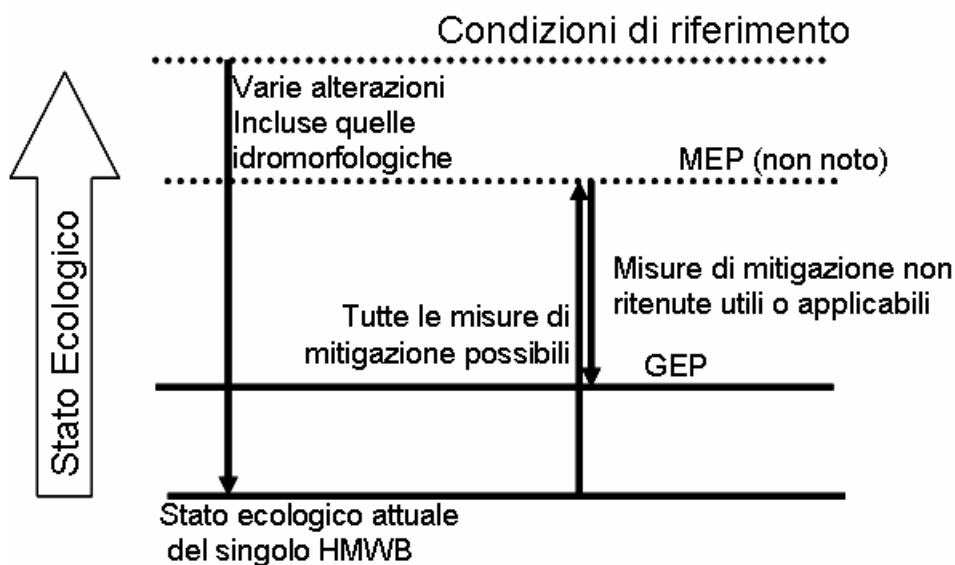 Condizioni di riferimento
Varie alterazioni
Incluse quelle
idromorfologiche
MEP (non noto)
Stato Ecologico
Misure di mitigazione non
ritenute utili o applicabili
Tutte le misure di
mitigazione possibili
GEP
Stato ecologico attuale
del singolo HMWB